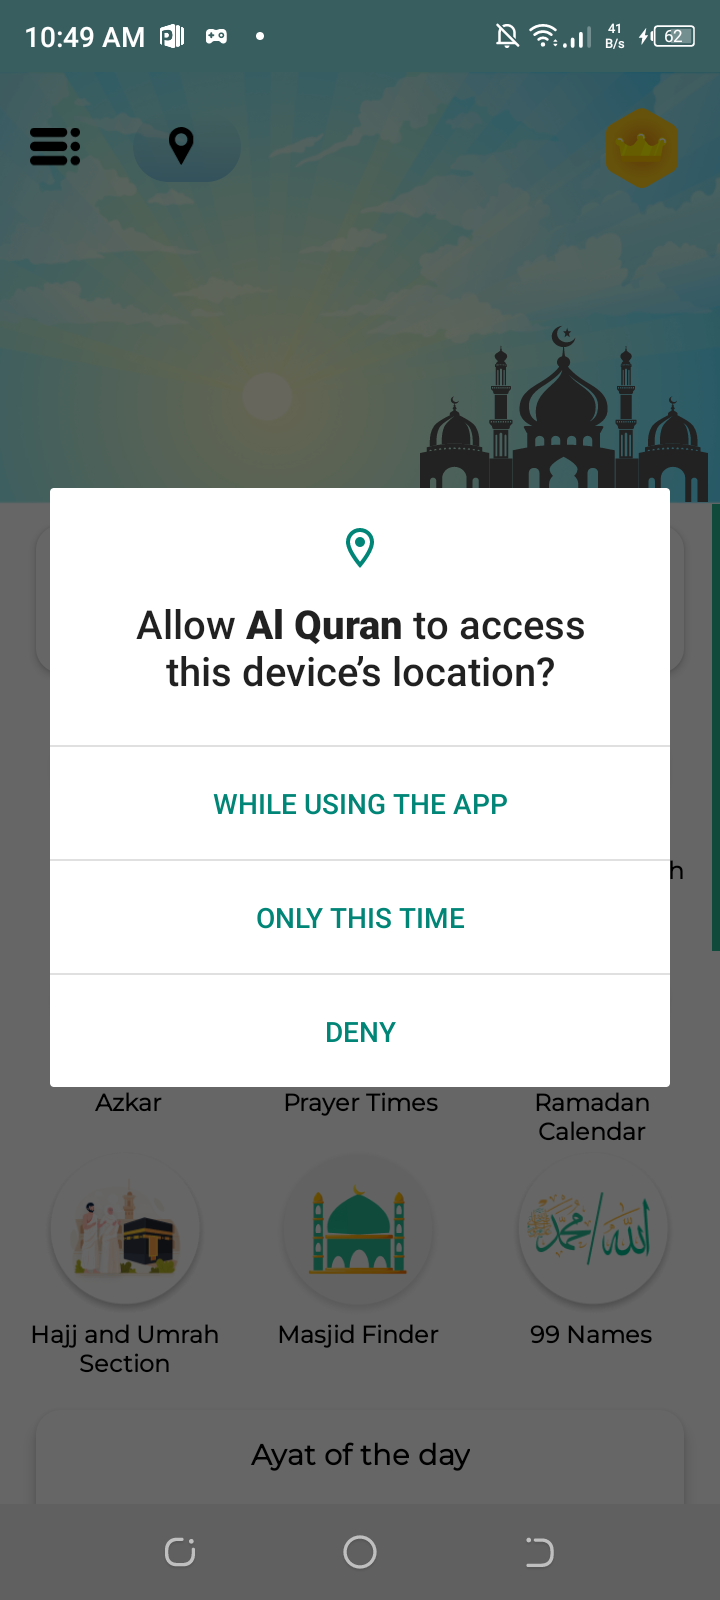 10:49 AM
41
B/s
62
Allow Al Quran to access
this device's location?
WHILE USING THE APP
h
ONLY THIS TIME
DENY
Azkar
Prayer Times
Ramadan
Calendar
محمد/الله
Hajj and Umrah
Section
Masjid Finder
99 Names
Ayat of the day